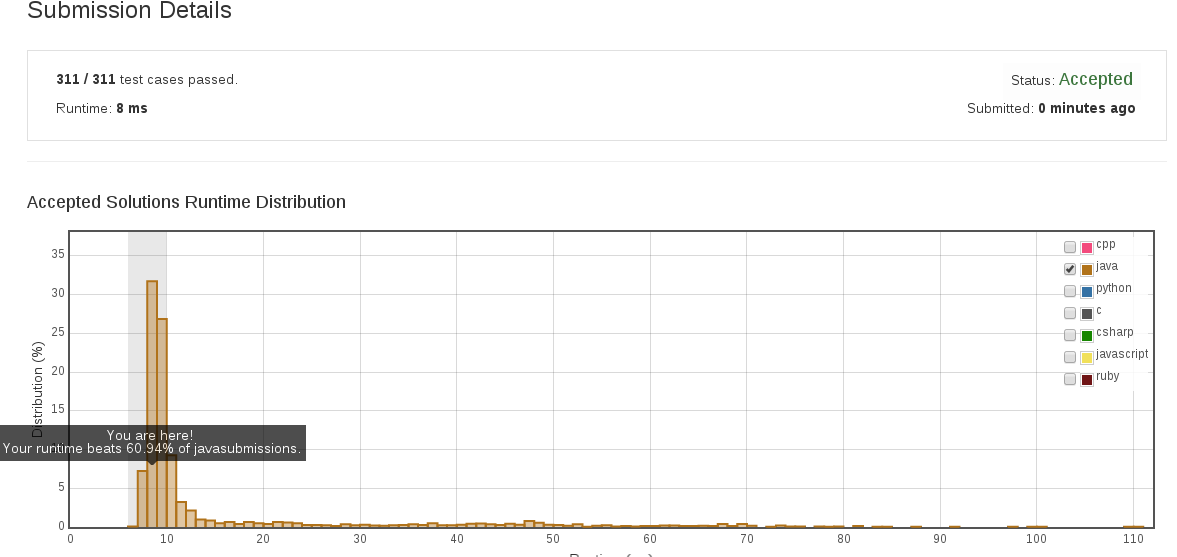 Submission Details
311 / 311 test cases passed.
Status: Accepted
Runtime: 8 ms
Submitted: 0 minutes ago
Accepted Solutions Runtime Distribution
cpp
java
python
c
csharp
javascript
ruby
Distribution (%)
35
30
25
20
15
10
5
0
You are here!
Your runtime beats 60.94% of javasubmissions.
0 10 20 30 40 50 60 70 80 90 100 110